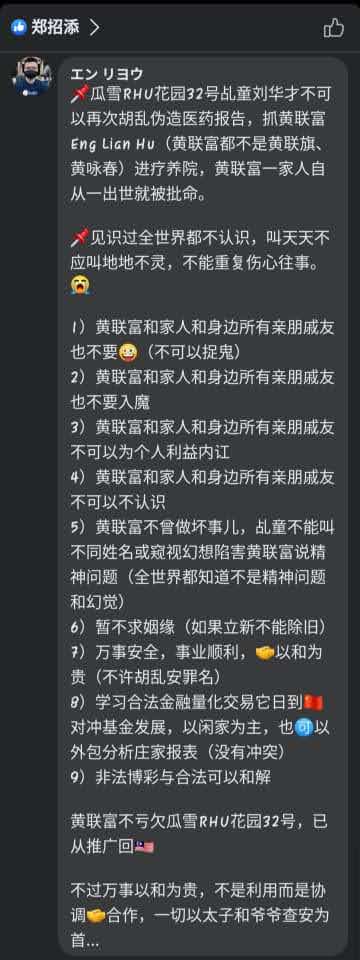 郑招添
エン リヨウ
📌瓜雪RHU花园32号乩童刘华才不可
以再次胡乱伪造医药报告，抓黄联富
Eng Lian Hu（黄联富都不是黄联旗、
黄咏春）进疗养院，黄联富一家人自
从一出世就被批命。
📌见识过全世界都不认识，叫天天不
应叫地地不灵，不能重复伤心往事。
😭
1）黄联富和家人和身边所有亲朋戚友
也不要🤪（不可以捉鬼）
2）黄联富和家人和身边所有亲朋戚友
也不要入魔
3）黄联富和家人和身边所有亲朋戚友
不可以为个人利益内讧
4）黄联富和家人和身边所有亲朋戚友
不可以不认识
5）黄联富不曾做坏事儿，乩童不能叫
不同姓名或窥视幻想陷害黄联富说精
神问题（全世界都知道不是精神问题
和幻觉）
6）暂不求姻缘（如果立新不能除旧）
7）万事安全，事业顺利，🤝以和为
贵（不许胡乱安罪名）
8）学习合法金融量化交易它日到🇨🇳
对冲基金发展，以闲家为主，也🉑以
外包分析庄家报表（没有冲突）
9）非法博彩与合法可以和解
黄联富不亏欠瓜雪RHU花园32号，已
从推广回🇲🇾
不过万事以和为贵，不是利用而是协
调🤝合作，一切以太子和爷爷查安为
首...